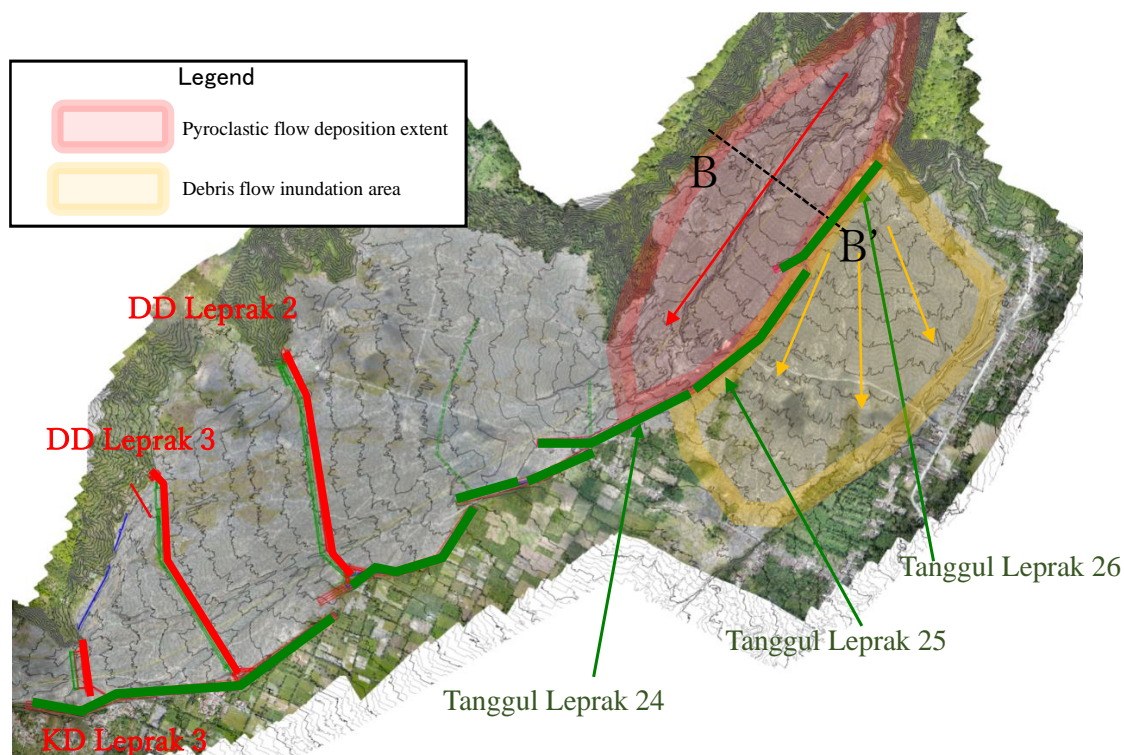 Legend
Pyroclastic flow deposition extent
Debris flow inundation area
B
B’
DD Leprak 2
DD Leprak 3
Tanggul Leprak 26
Tanggul Leprak 25
Tanggul Leprak 24
KD Leprak 3